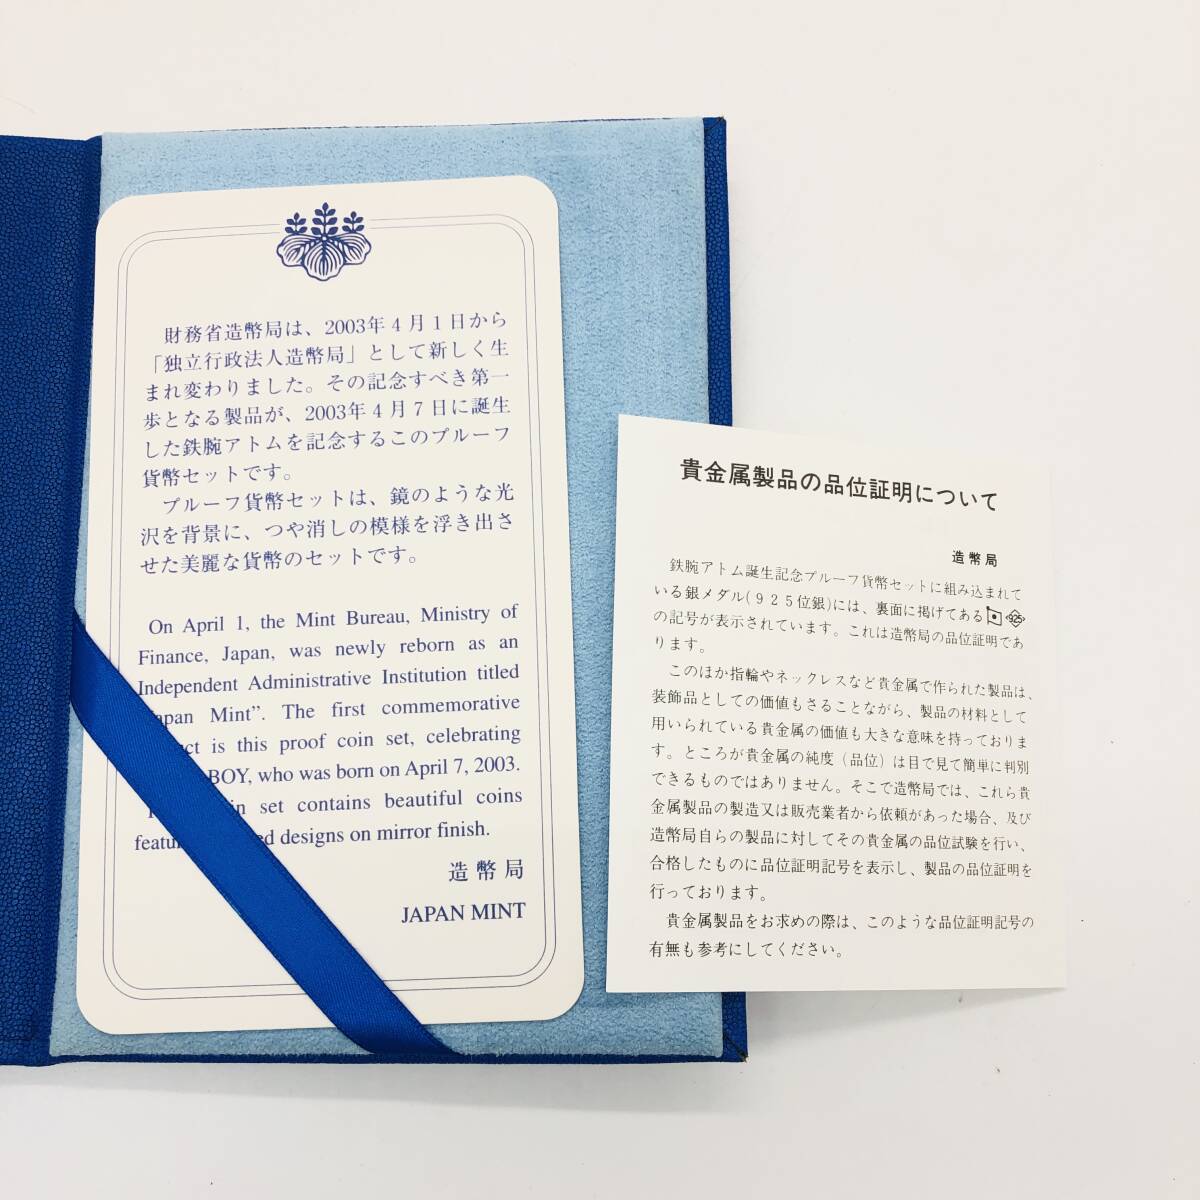 財務省造幣局は、2003年4月1日から
「独立行政法人造幣局」として新しく生
まれ変わりました。その記念すべき第一
歩となる製品が、2003年4月7日に誕生
した鉄腕アトムを記念するこのプルーフ
貨幣セットです。
プルーフ貨幣セットは、鏡のような光
沢を背景に、つや消しの模様を浮き出さ
せた美麗な貨幣のセットです。
On April 1, the Mint Bureau, Ministry of
Finance, Japan, was newly reborn as an
Independent Administrative Institution titled
Mint”. The first commemorative
is this proof coin set, celebrating
BOY, who was born on April 7, 2003.
set contains beautiful coins
designs on mirror finish.
造幣局
JAPAN MINT
貴金属製品の品位証明について
造幣局
鉄腕アトム誕生記念プルーフ貨幣セットに組み込まれて
いる銀メダル(925位銀)には、裏面に掲げてある 925
の記号が表示されています。これは造幣局の品位証明であ
ります。
このほか指輪やネックレスなど貴金属で作られた製品は、
装飾品としての価値もさることながら、製品の材料として
用いられている貴金属の価値も大きな意味を持っておりま
す。ところが貴金属の純度（品位）は目で見て簡単に判別
できるものではありません。そこで造幣局では、これら貴
金属製品の製造又は販売業者から依頼があった場合、及び
造幣局自らの製品に対してその貴金属の品位試験を行い、
合格したものに品位証明記号を表示し、製品の品位証明を
行っております。
貴金属製品をお求めの際は、このような品位証明記号の
有無も参考にしてください。